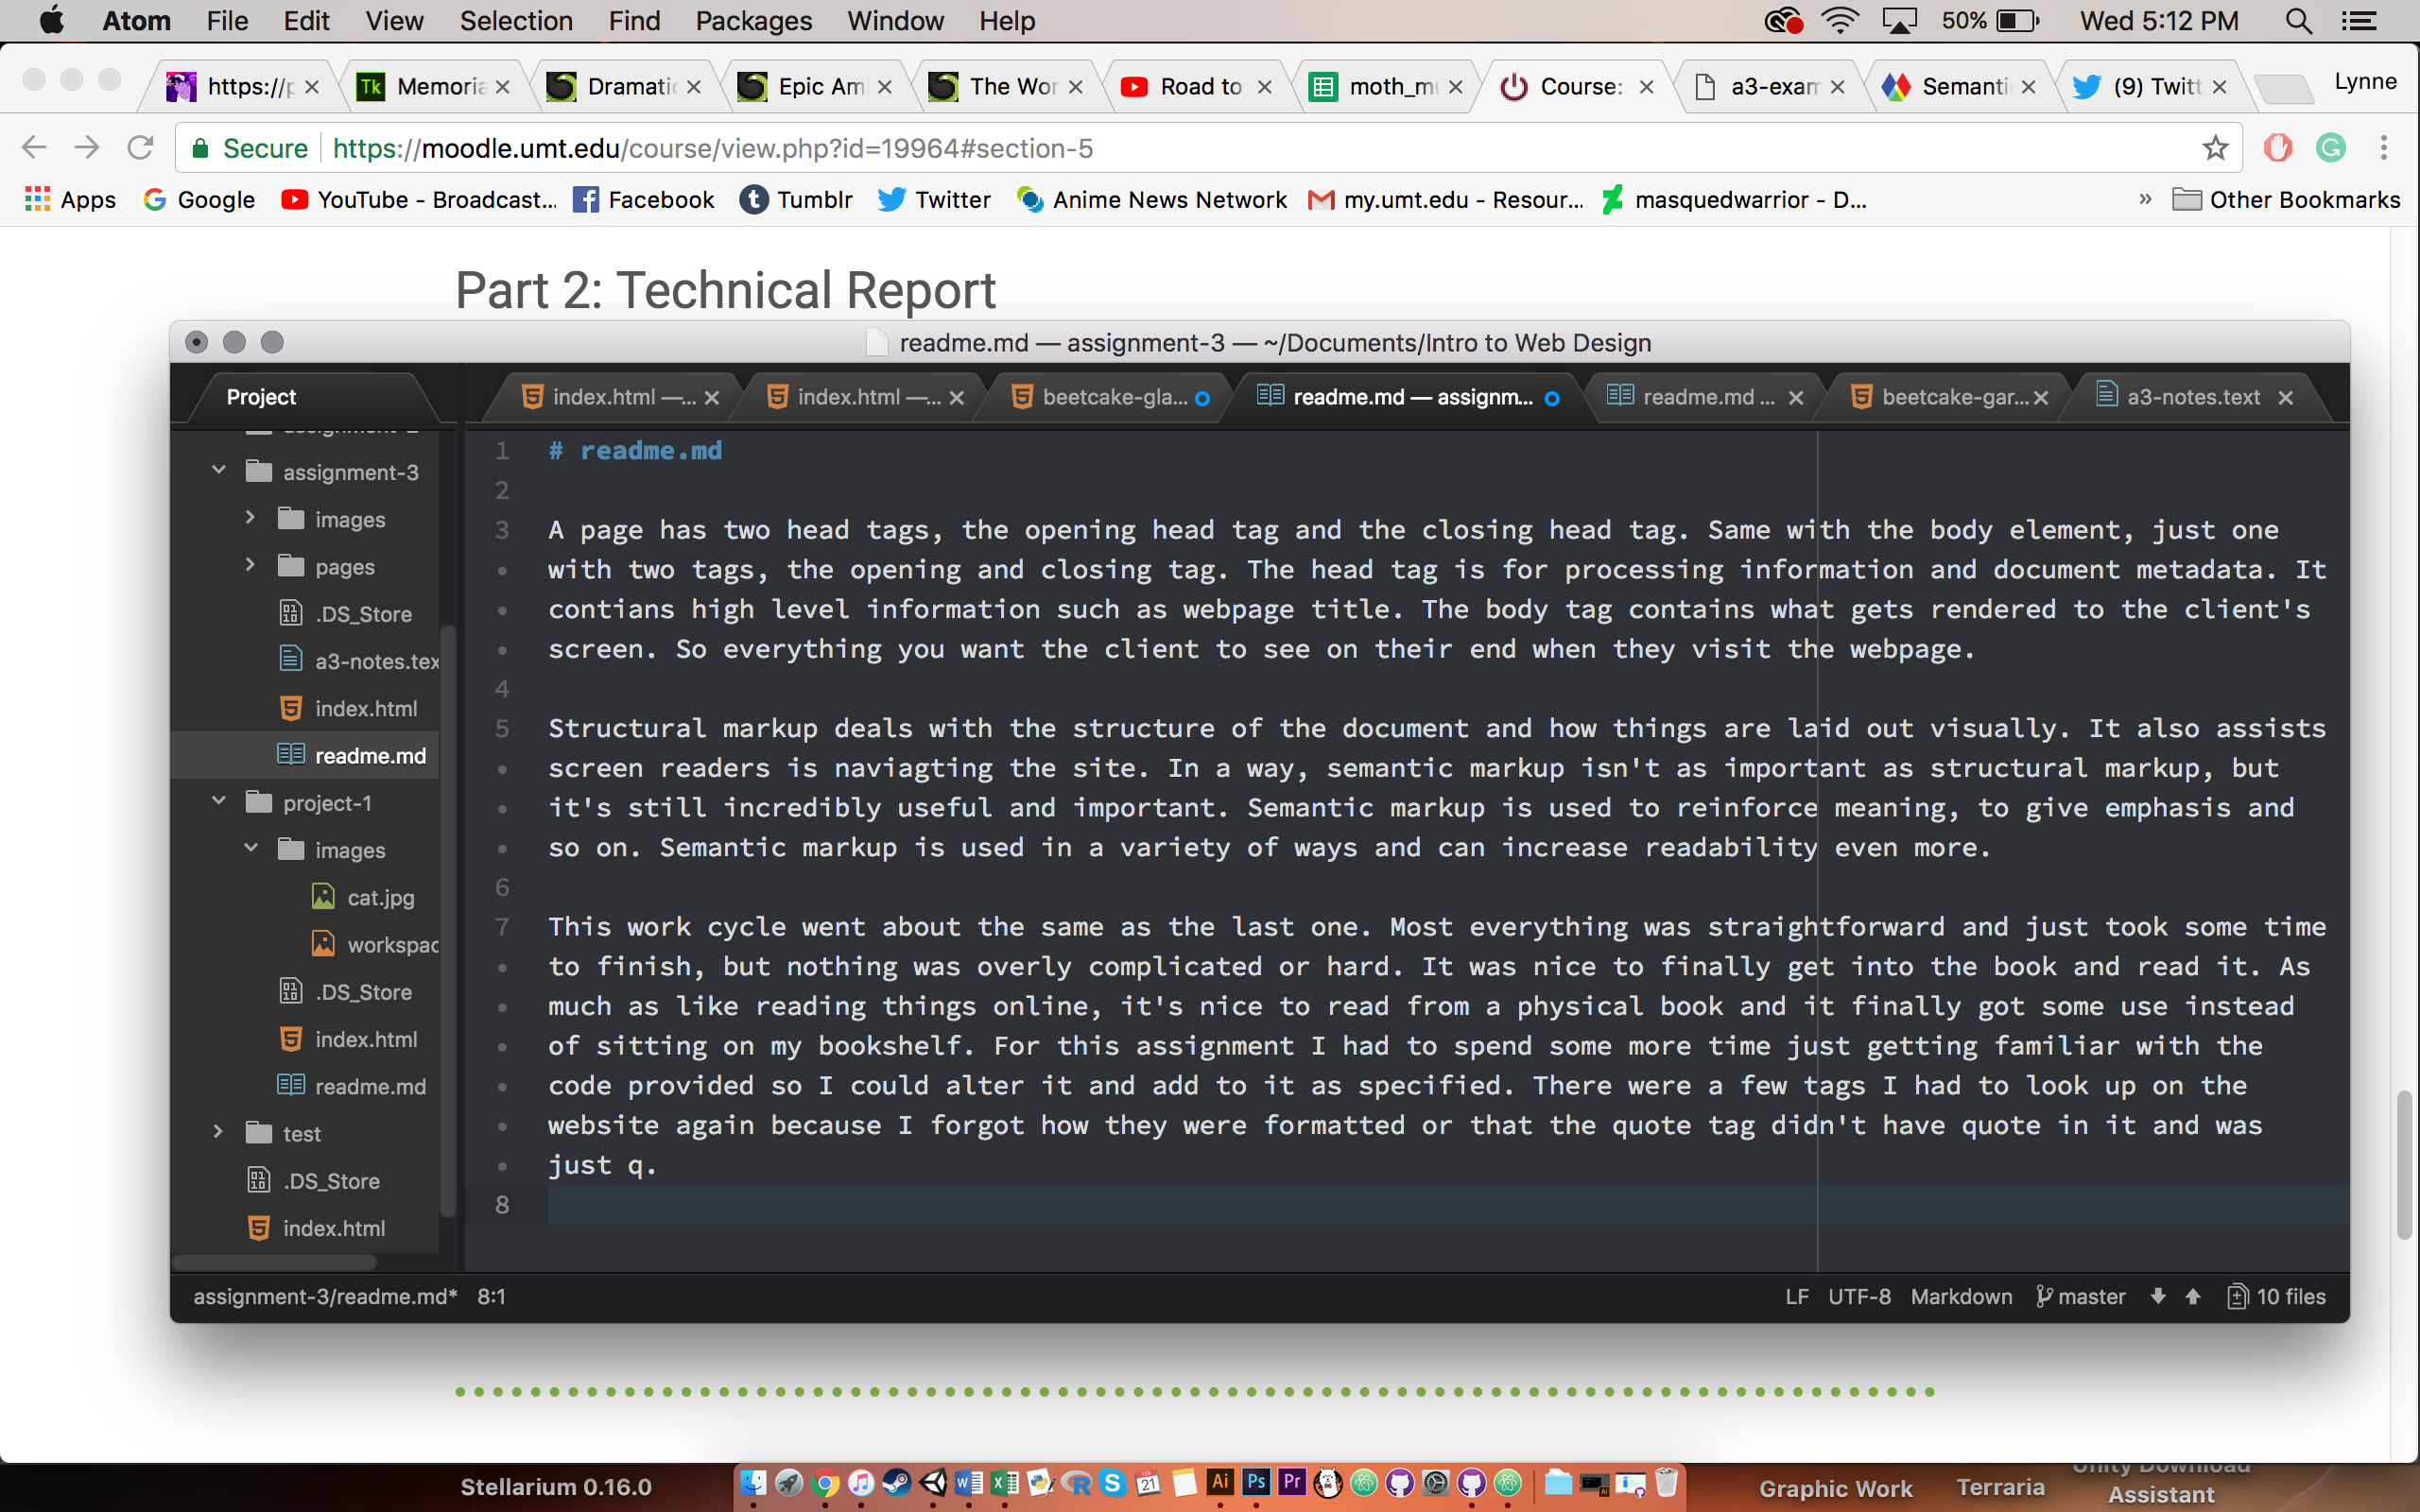 Atom File Edit View Selection Find Packages Window Help 50% Wed 5:12 PM
https://p Memoria Dramatic Epic Am The Wor Road to moth_mu Course: a3-exam Semanti (9) Twitt Lynne
Secure https://moodle.umt.edu/course/view.php?id=19964#section-5
Apps Google YouTube - Broadcast... Facebook Tumblr Twitter Anime News Network my.umt.edu - Resour... masquedwarrior - D... » Other Bookmarks
Part 2: Technical Report
readme.md — assignment-3 — ~/Documents/Intro to Web Design
Project index.html —... index.html —... beetcake-gla... readme.md — assignm... readme.md ... beetcake-gar... a3-notes.text
assignment-2
assignment-3
images
pages
.DS_Store
a3-notes.tex
index.html
readme.md
project-1
images
cat.jpg
workspac
.DS_Store
index.html
readme.md
test
.DS_Store
index.html
1 # readme.md
2
3 A page has two head tags, the opening head tag and the closing head tag. Same with the body element, just one
with two tags, the opening and closing tag. The head tag is for processing information and document metadata. It
contians high level information such as webpage title. The body tag contains what gets rendered to the client's
screen. So everything you want the client to see on their end when they visit the webpage.
4
5 Structural markup deals with the structure of the document and how things are laid out visually. It also assists
screen readers is naviagting the site. In a way, semantic markup isn't as important as structural markup, but
it's still incredibly useful and important. Semantic markup is used to reinforce meaning, to give emphasis and
so on. Semantic markup is used in a variety of ways and can increase readability even more.
6
7 This work cycle went about the same as the last one. Most everything was straightforward and just took some time
to finish, but nothing was overly complicated or hard. It was nice to finally get into the book and read it. As
much as like reading things online, it's nice to read from a physical book and it finally got some use instead
of sitting on my bookshelf. For this assignment I had to spend some more time just getting familiar with the
code provided so I could alter it and add to it as specified. There were a few tags I had to look up on the
website again because I forgot how they were formatted or that the quote tag didn't have quote in it and was
just q.
8
assignment-3/readme.md* 8:1 LF UTF-8 Markdown master 10 files
Stellarium 0.16.0 Graphic Work Terraria Unity Download
Assistant